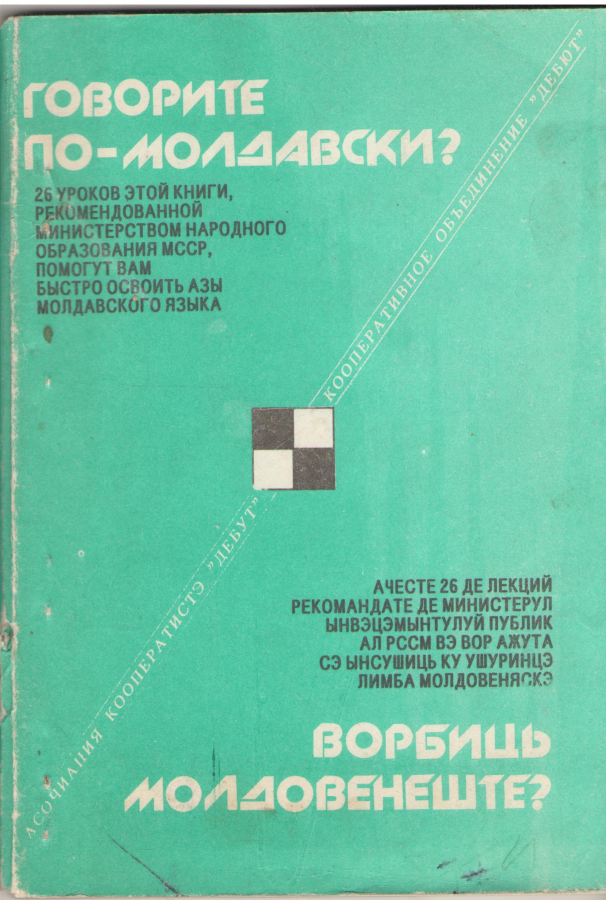 ГОВОРИТЕ
ПО-МОЛДАВСКИ?
26 УРОКОВ ЭТОЙ КНИГИ,
РЕКОМЕНДОВАННОЙ
МИНИСТЕРСТВОМ НАРОДНОГО
ОБРАЗОВАНИЯ МССР,
ПОМОГУТ ВАМ
БЫСТРО ОСВОИТЬ АЗЫ
МОЛДАВСКОГО ЯЗЫКА
КООПЕРАТИВНОЕ ОБЪЕДИНЕНИЕ "ДЕБЮТ"
АСОЧИАЦИЯ КООПЕРАТИСТЭ "ДЕБУТ"
АЧЕСТЕ 26 ДЕ ЛЕКЦИЙ
РЕКОМАНДАТЕ ДЕ МИНИСТЕРУЛ
ЫНВЭЦЭМЫНТУЛУЙ ПУБЛИК
АЛ РССМ ВЭ ВОР АЖУТА
СЭ ЫНСУШИЦЬ КУ УШУРИНЦЭ
ЛИМБА МОЛДОВЕНЯСКЭ
ВОРБИЦЬ
МОЛДОВЕНЕШТЕ?